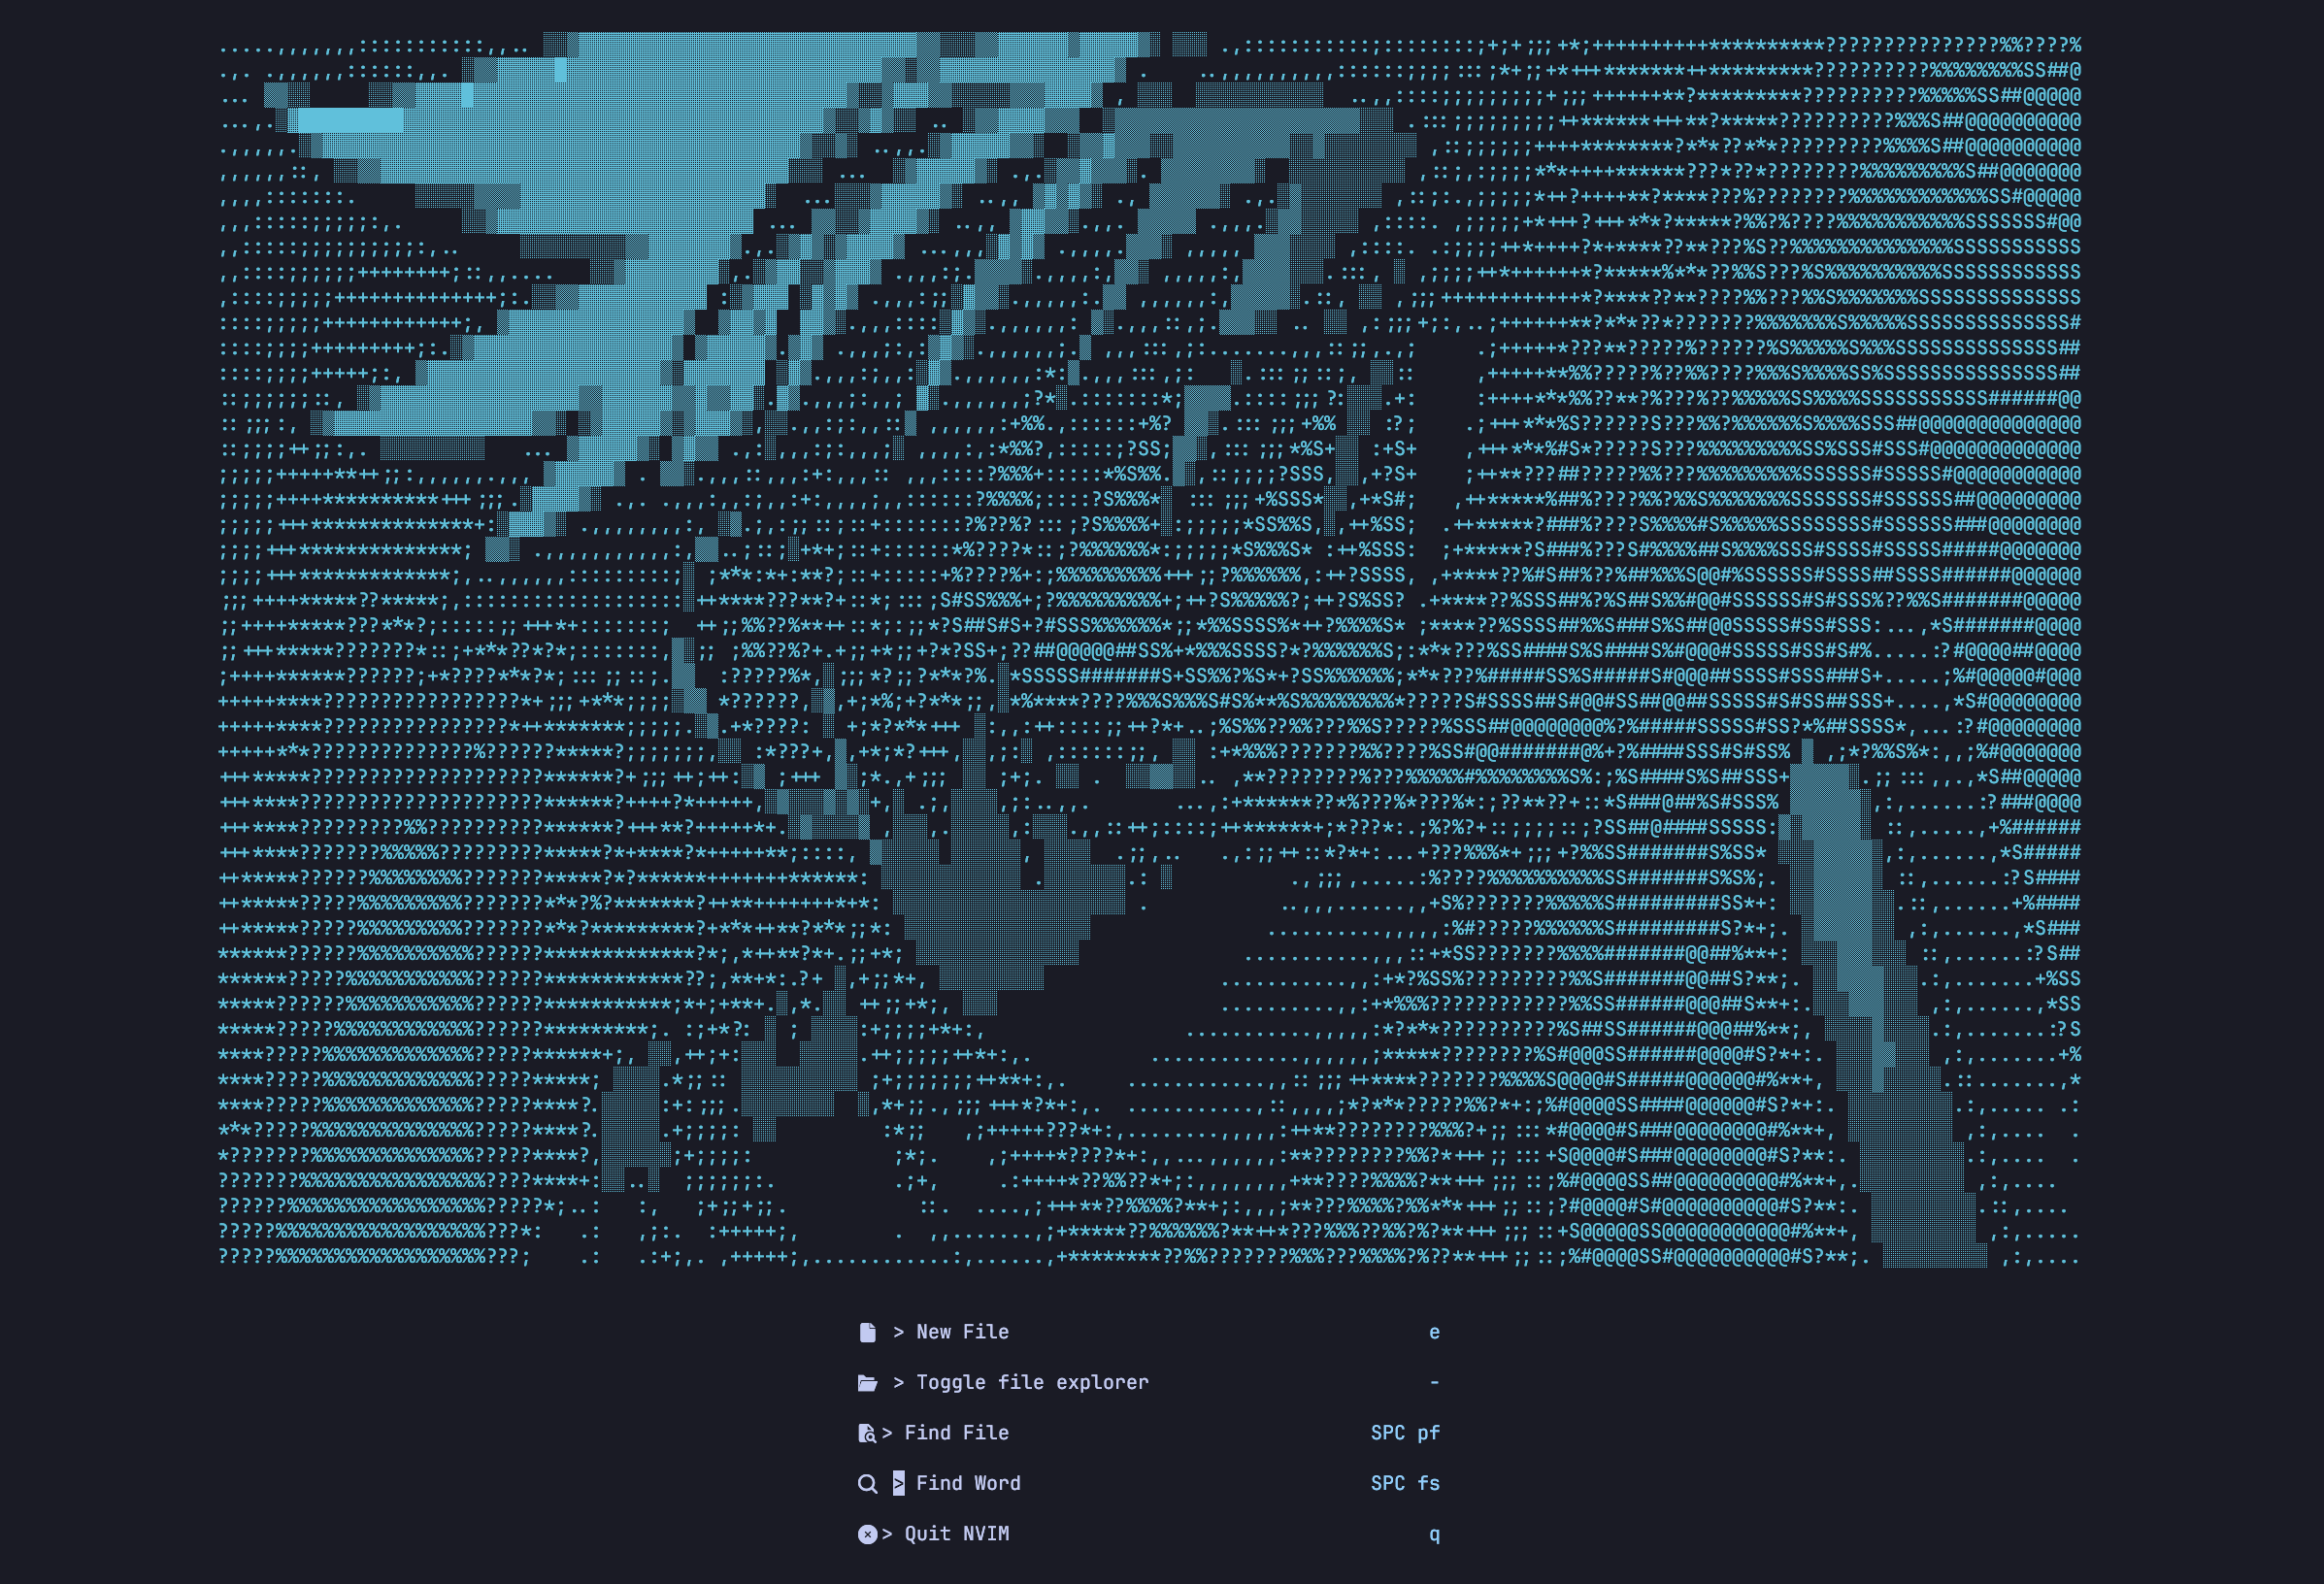 > New File e
> Toggle file explorer -
> Find File SPC pf
> Find Word SPC fs
> Quit NVIM q